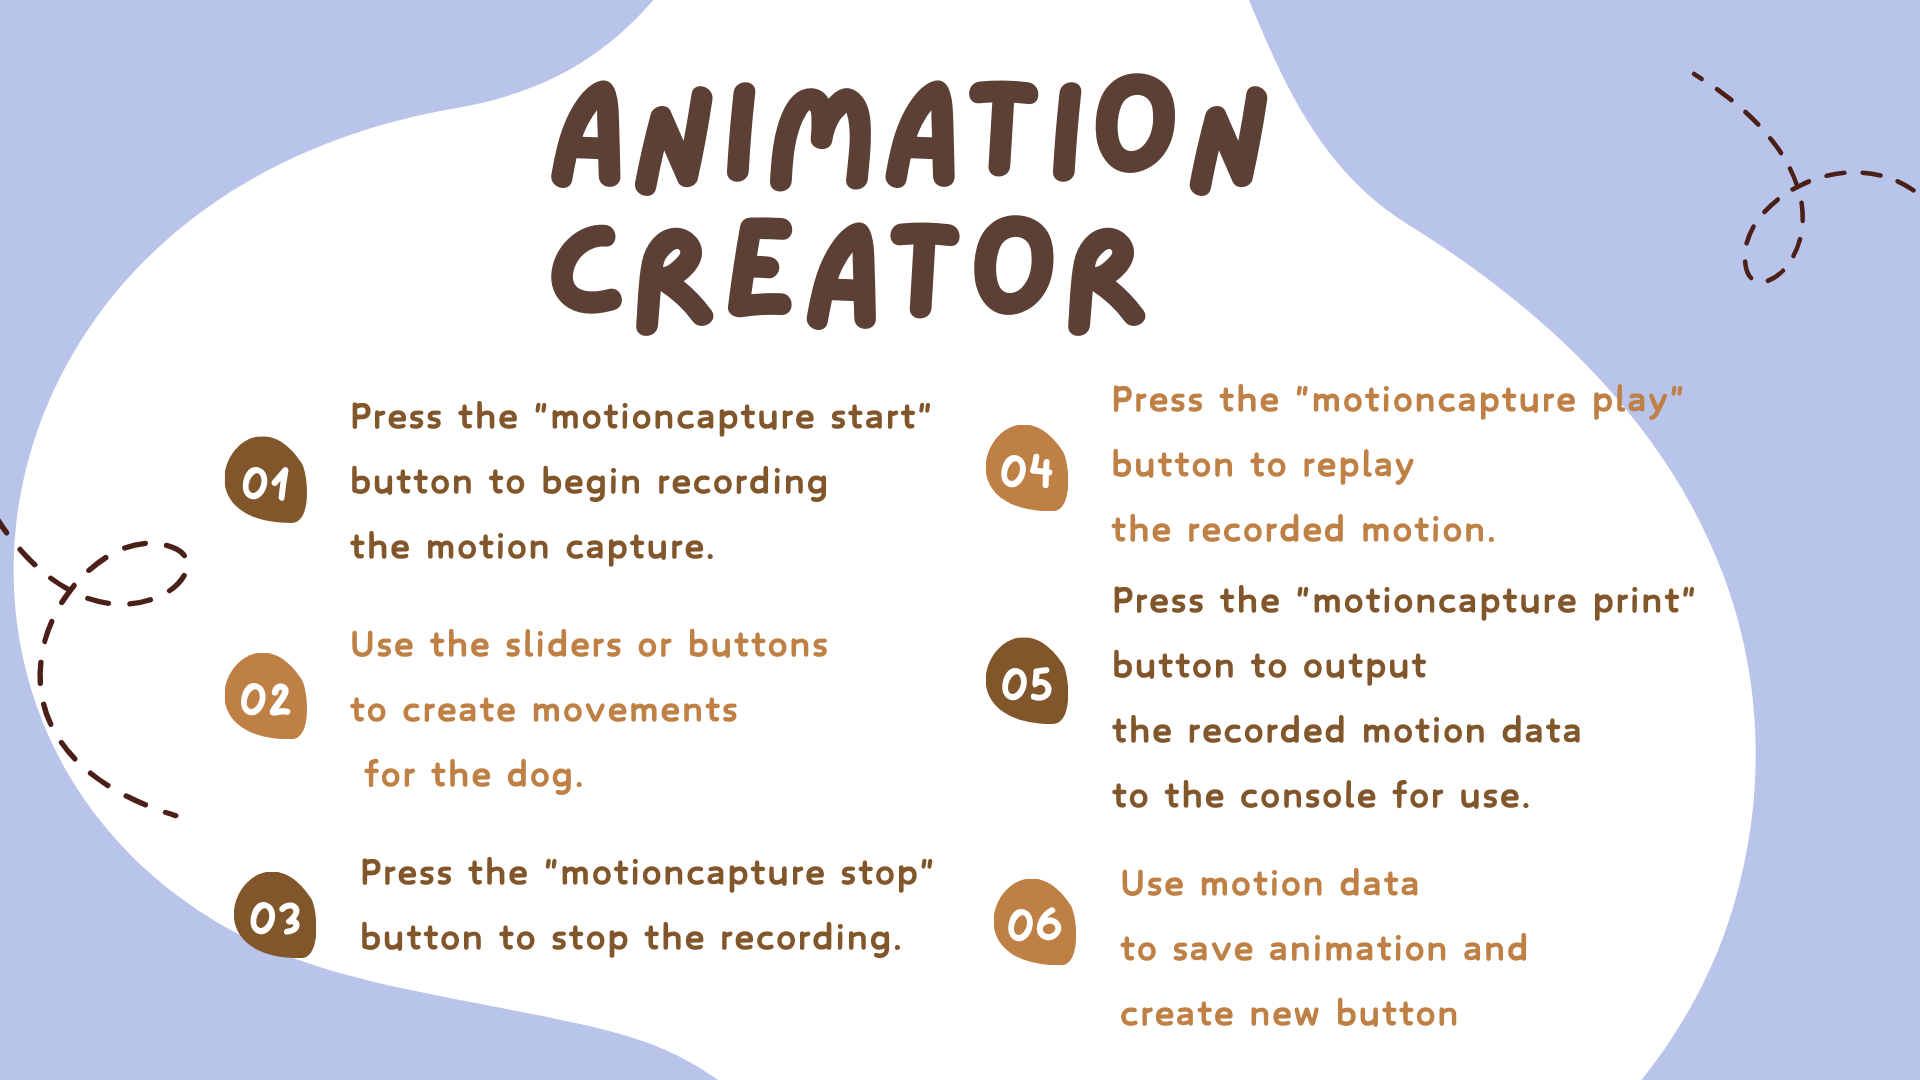 ANIMATION
CREATOR
01
Press the "motioncapture start"
button to begin recording
the motion capture.
02
Use the sliders or buttons
to create movements
for the dog.
03
Press the "motioncapture stop"
button to stop the recording.
04
Press the "motioncapture play"
button to replay
the recorded motion.
05
Press the "motioncapture print"
button to output
the recorded motion data
to the console for use.
06
Use motion data
to save animation and
create new button